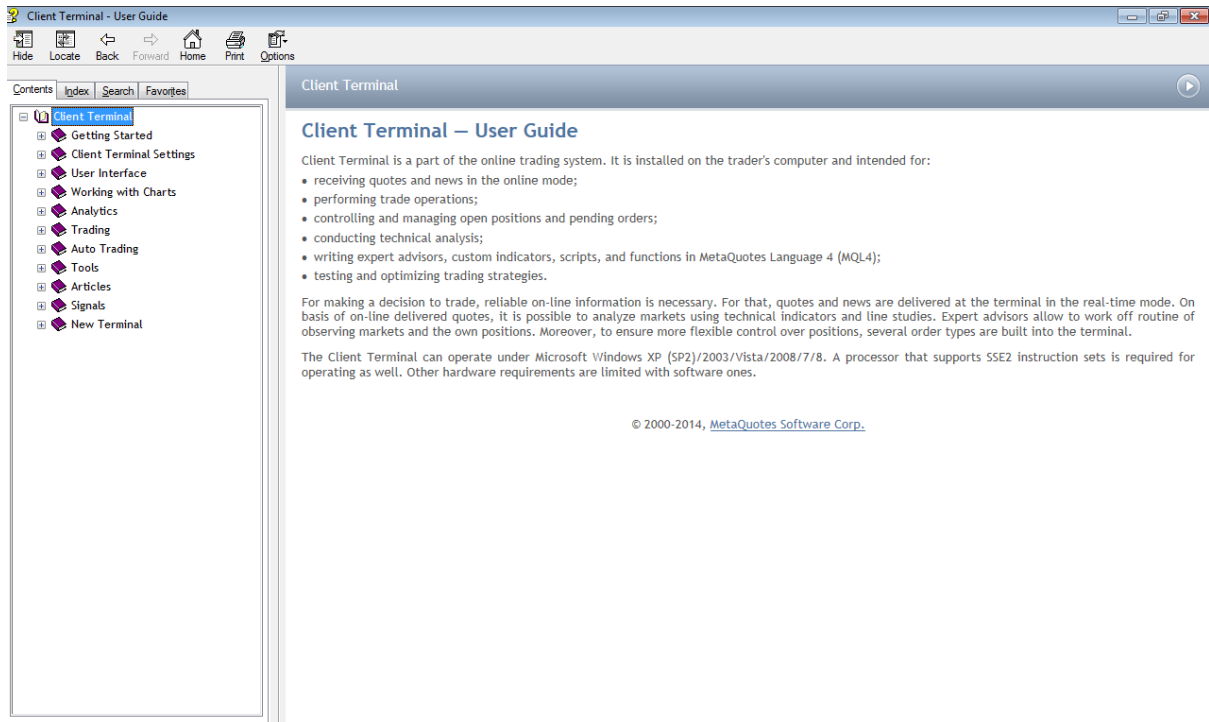 Client Terminal - User Guide
Hide Locate Back Forward Home Print Options
Contents Index Search Favorites
Client Terminal
Getting Started
Client Terminal Settings
User Interface
Working with Charts
Analytics
Trading
Auto Trading
Tools
Articles
Signals
New Terminal
Client Terminal
Client Terminal — User Guide
Client Terminal is a part of the online trading system. It is installed on the trader's computer and intended for:
• receiving quotes and news in the online mode;
• performing trade operations;
• controlling and managing open positions and pending orders;
• conducting technical analysis;
• writing expert advisors, custom indicators, scripts, and functions in MetaQuotes Language 4 (MQL4);
• testing and optimizing trading strategies.
For making a decision to trade, reliable on-line information is necessary. For that, quotes and news are delivered at the terminal in the real-time mode. On
basis of on-line delivered quotes, it is possible to analyze markets using technical indicators and line studies. Expert advisors allow to work off routine of
observing markets and the own positions. Moreover, to ensure more flexible control over positions, several order types are built into the terminal.
The Client Terminal can operate under Microsoft Windows XP (SP2)/2003/Vista/2008/7/8. A processor that supports SSE2 instruction sets is required for
operating as well. Other hardware requirements are limited with software ones.
© 2000-2014, MetaQuotes Software Corp.